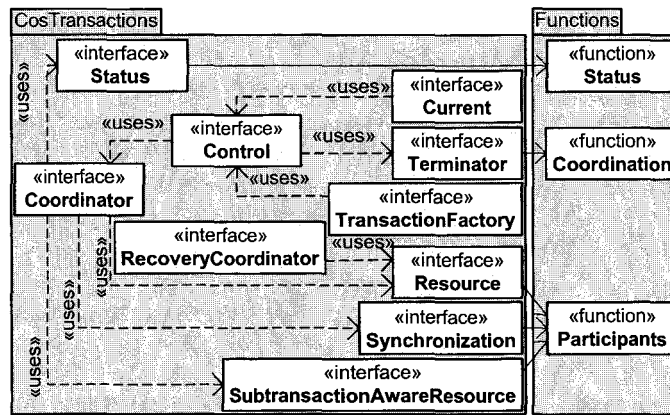 CosTransactions
Functions
«interface»
Status
«function»
Status
«uses»
«uses»
«interface»
Current
«uses»
«interface»
Control
«uses»
«interface»
Terminator
«function»
Coordination
«interface»
Coordinator
«uses»
«interface»
TransactionFactory
«interface»
RecoveryCoordinator
«uses»
«interface»
Resource
«uses»
«uses»
«interface»
Synchronization
«function»
Participants
«uses»
«interface»
SubtransactionAwareResource